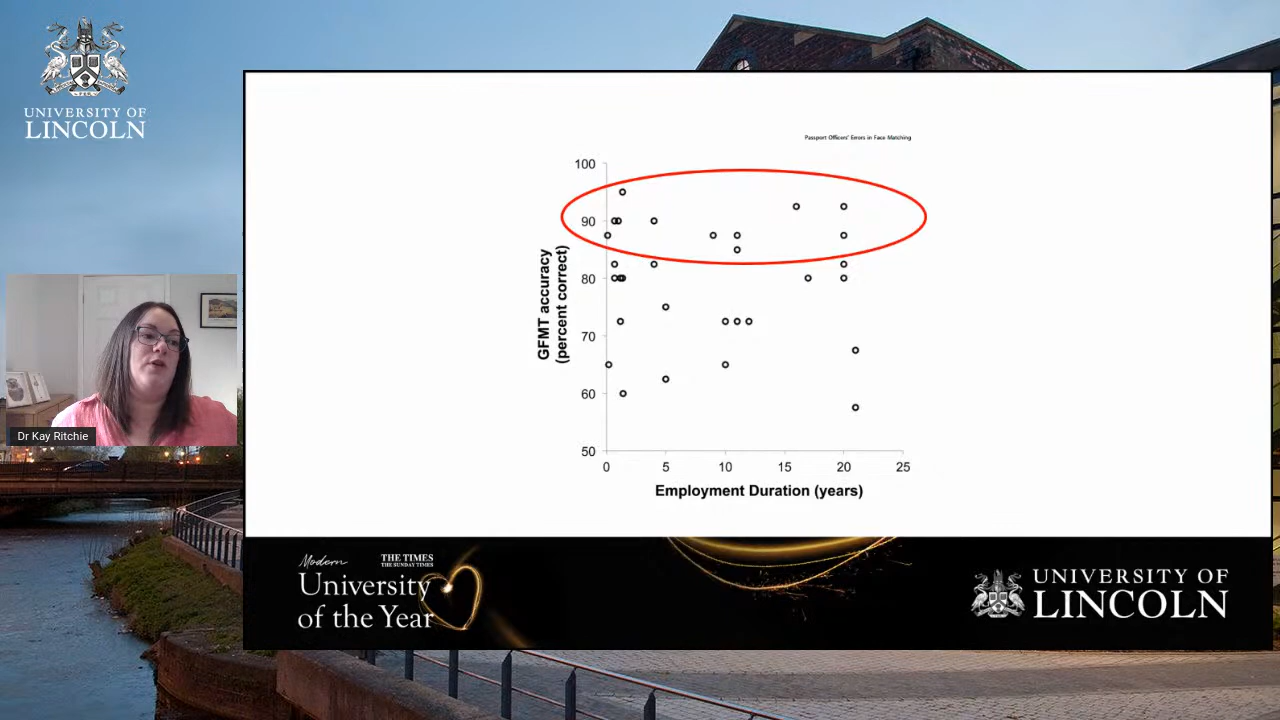 UNIVERSITY OF
LINCOLN
Passport Officers' Errors in Face Matching
100
90
80
70
60
50
GFMT accuracy
(percent correct)
0 5 10 15 20 25
Employment Duration (years)
Dr Kay Ritchie
Modern
THE TIMES
THE SUNDAY TIMES
University
of the Year
UNIVERSITY OF
LINCOLN